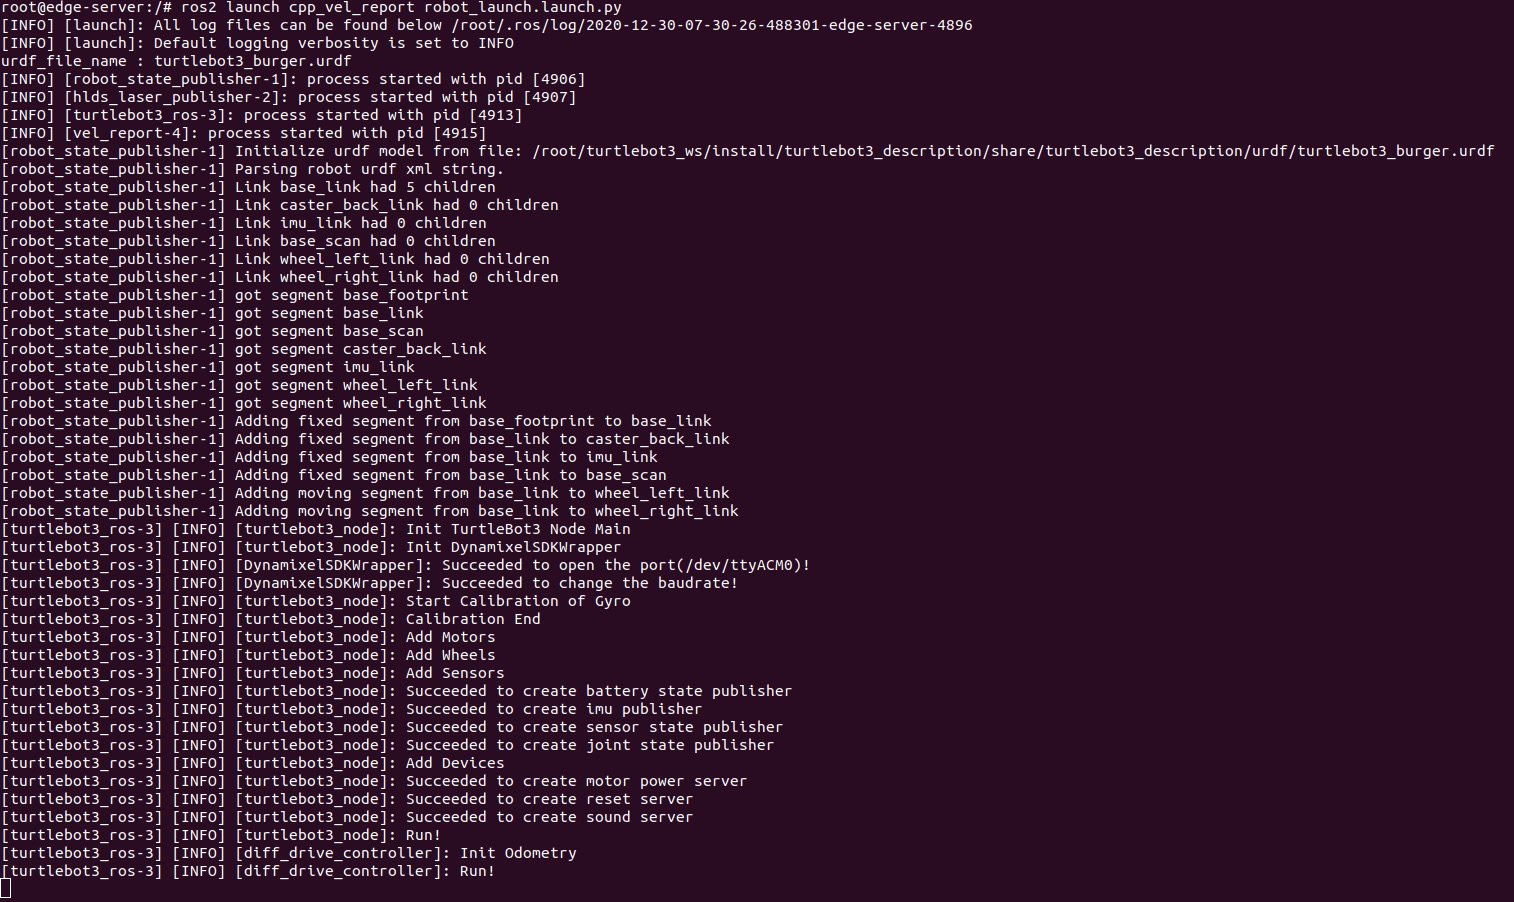 root@edge-server:/# ros2 launch cpp_vel_report robot_launch.launch.py
[INFO] [launch]: All log files can be found below /root/.ros/log/2020-12-30-07-30-26-488301-edge-server-4896
[INFO] [launch]: Default logging verbosity is set to INFO
urdf_file_name : turtlebot3_burger.urdf
[INFO] [robot_state_publisher-1]: process started with pid [4906]
[INFO] [hlds_laser_publisher-2]: process started with pid [4907]
[INFO] [turtlebot3_ros-3]: process started with pid [4913]
[INFO] [vel_report-4]: process started with pid [4915]
[robot_state_publisher-1] Initialize urdf model from file: /root/turtlebot3_ws/install/turtlebot3_description/share/turtlebot3_description/urdf/turtlebot3_burger.urdf
[robot_state_publisher-1] Parsing robot urdf xml string.
[robot_state_publisher-1] Link base_link had 5 children
[robot_state_publisher-1] Link caster_back_link had 0 children
[robot_state_publisher-1] Link imu_link had 0 children
[robot_state_publisher-1] Link base_scan had 0 children
[robot_state_publisher-1] Link wheel_left_link had 0 children
[robot_state_publisher-1] Link wheel_right_link had 0 children
[robot_state_publisher-1] got segment base_footprint
[robot_state_publisher-1] got segment base_link
[robot_state_publisher-1] got segment base_scan
[robot_state_publisher-1] got segment caster_back_link
[robot_state_publisher-1] got segment imu_link
[robot_state_publisher-1] got segment wheel_left_link
[robot_state_publisher-1] got segment wheel_right_link
[robot_state_publisher-1] Adding fixed segment from base_footprint to base_link
[robot_state_publisher-1] Adding fixed segment from base_link to caster_back_link
[robot_state_publisher-1] Adding fixed segment from base_link to imu_link
[robot_state_publisher-1] Adding fixed segment from base_link to base_scan
[robot_state_publisher-1] Adding moving segment from base_link to wheel_left_link
[robot_state_publisher-1] Adding moving segment from base_link to wheel_right_link
[turtlebot3_ros-3] [INFO] [turtlebot3_node]: Init TurtleBot3 Node Main
[turtlebot3_ros-3] [INFO] [turtlebot3_node]: Init DynamixelSDKWrapper
[turtlebot3_ros-3] [INFO] [DynamixelSDKWrapper]: Succeeded to open the port(/dev/ttyACM0)!
[turtlebot3_ros-3] [INFO] [DynamixelSDKWrapper]: Succeeded to change the baudrate!
[turtlebot3_ros-3] [INFO] [turtlebot3_node]: Start Calibration of Gyro
[turtlebot3_ros-3] [INFO] [turtlebot3_node]: Calibration End
[turtlebot3_ros-3] [INFO] [turtlebot3_node]: Add Motors
[turtlebot3_ros-3] [INFO] [turtlebot3_node]: Add Wheels
[turtlebot3_ros-3] [INFO] [turtlebot3_node]: Add Sensors
[turtlebot3_ros-3] [INFO] [turtlebot3_node]: Succeeded to create battery state publisher
[turtlebot3_ros-3] [INFO] [turtlebot3_node]: Succeeded to create imu publisher
[turtlebot3_ros-3] [INFO] [turtlebot3_node]: Succeeded to create sensor state publisher
[turtlebot3_ros-3] [INFO] [turtlebot3_node]: Succeeded to create joint state publisher
[turtlebot3_ros-3] [INFO] [turtlebot3_node]: Add Devices
[turtlebot3_ros-3] [INFO] [turtlebot3_node]: Succeeded to create motor power server
[turtlebot3_ros-3] [INFO] [turtlebot3_node]: Succeeded to create reset server
[turtlebot3_ros-3] [INFO] [turtlebot3_node]: Succeeded to create sound server
[turtlebot3_ros-3] [INFO] [turtlebot3_node]: Run!
[turtlebot3_ros-3] [INFO] [diff_drive_controller]: Init Odometry
[turtlebot3_ros-3] [INFO] [diff_drive_controller]: Run!